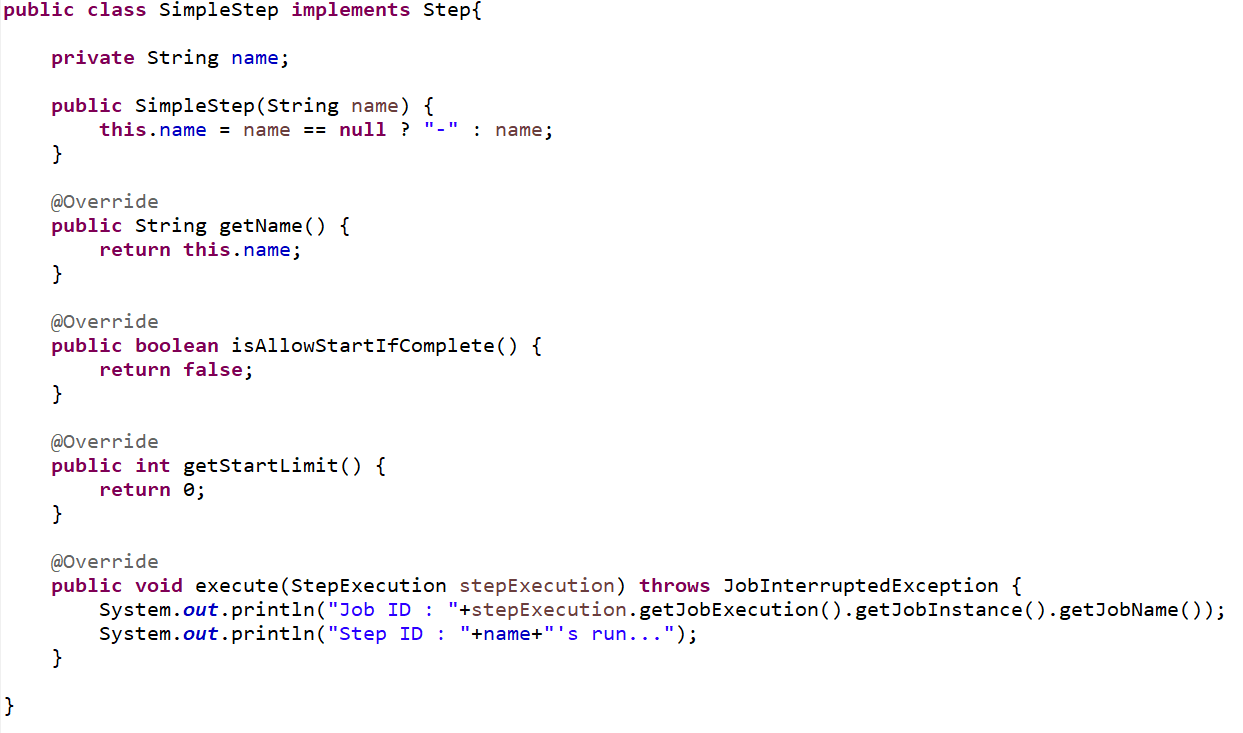 public class SimpleStep implements Step{
private String name;
public SimpleStep(String name) {
this.name = name == null ? "-" : name;
}
@Override
public String getName() {
return this.name;
}
@Override
public boolean isAllowStartIfComplete() {
return false;
}
@Override
public int getStartLimit() {
return 0;
}
@Override
public void execute(StepExecution stepExecution) throws JobInterruptedException {
System.out.println("Job ID : "+stepExecution.getJobExecution().getJobInstance().getJobName());
System.out.println("Step ID : "+name+"'s run...");
}
}